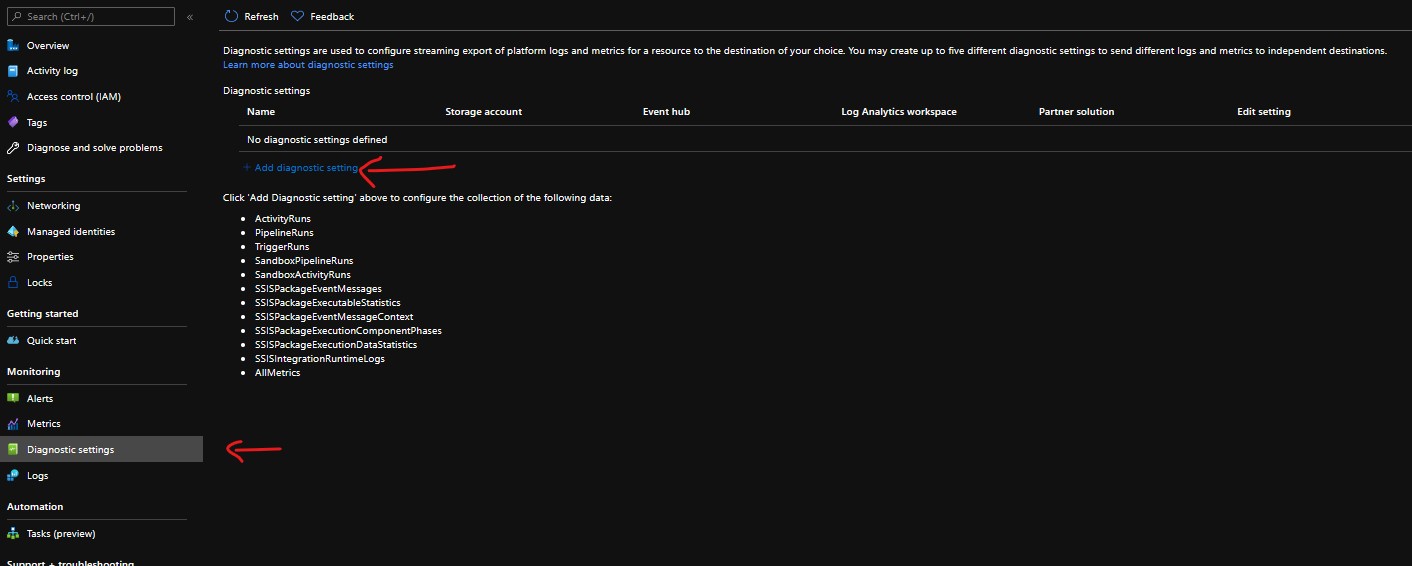 Search (Ctrl+/)
«
Overview
Activity log
Access control (IAM)
Tags
Diagnose and solve problems
Settings
Networking
Managed identities
Properties
Locks
Getting started
Quick start
Monitoring
Alerts
Metrics
Diagnostic settings
Logs
Automation
Tasks (preview)
Support + troubleshooting
Refresh
Feedback
Diagnostic settings are used to configure streaming export of platform logs and metrics for a resource to the destination of your choice. You may create up to five different diagnostic settings to send different logs and metrics to independent destinations.
Learn more about diagnostic settings
Diagnostic settings
Name Storage account Event hub Log Analytics workspace Partner solution Edit setting
No diagnostic settings defined
+ Add diagnostic setting
Click 'Add Diagnostic setting' above to configure the collection of the following data:
• ActivityRuns
• PipelineRuns
• TriggerRuns
• SandboxPipelineRuns
• SandboxActivityRuns
• SSISPackageEventMessages
• SSISPackageExecutableStatistics
• SSISPackageEventMessageContext
• SSISPackageExecutionComponentPhases
• SSISPackageExecutionDataStatistics
• SSISIntegrationRuntimeLogs
• AllMetrics